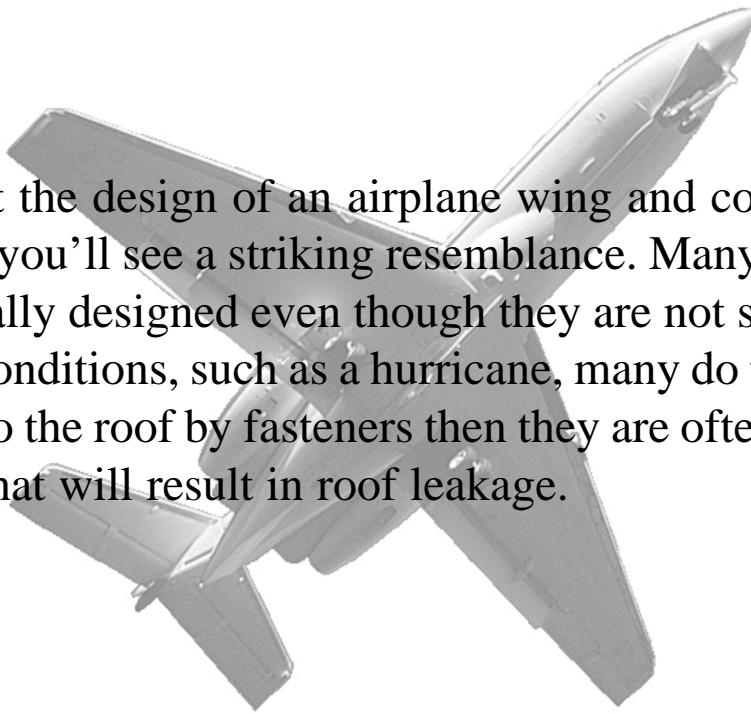 t the design of an airplane wing and co
you’ll see a striking resemblance. Many
ally designed even though they are not s
onditions, such as a hurricane, many do
o the roof by fasteners then they are ofte
hat will result in roof leakage.